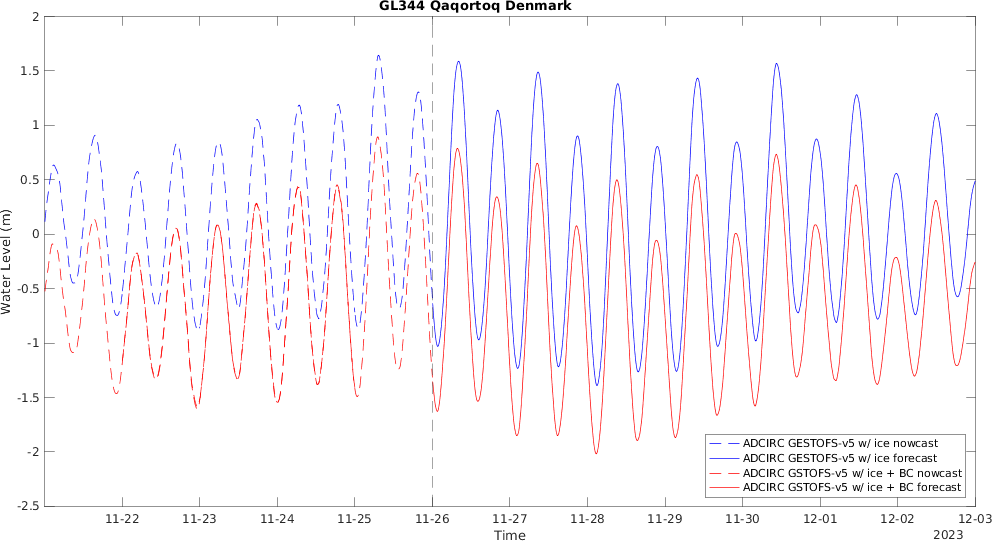 GL344 Qaqortoq Denmark
2
1.5
1
0.5
0
-0.5
-1
-1.5
-2
-2.5
Water Level (m)
ADCIRC GESTOFS-v5 w/ ice nowcast
ADCIRC GESTOFS-v5 w/ ice forecast
ADCIRC GSTOFS-v5 w/ ice + BC nowcast
ADCIRC GSTOFS-v5 w/ ice + BC forecast
11-22 11-23 11-24 11-25 11-26 11-27 11-28 11-29 11-30 12-01 12-02 12-03
Time
2023